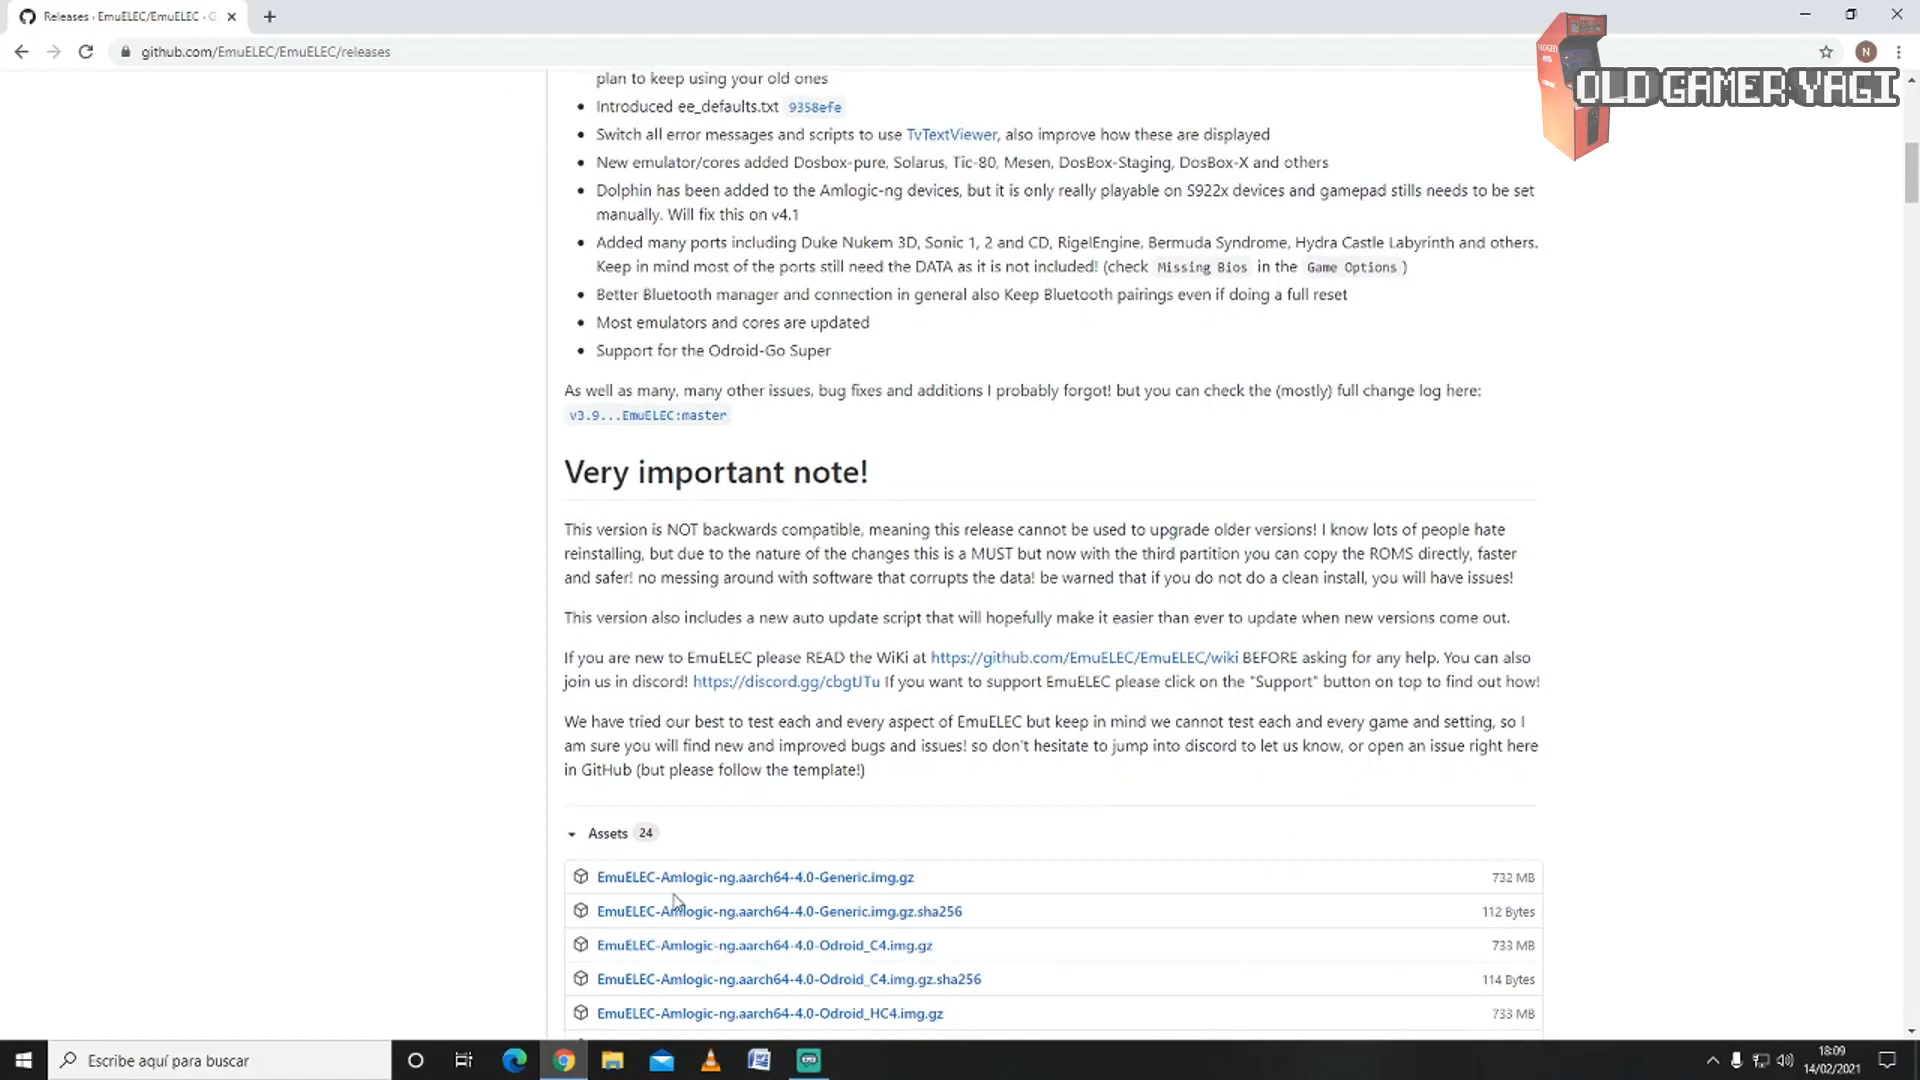 Releases · EmuELEC/EmuELEC · G
github.com/EmuELEC/EmuELEC/releases
N
OLD GAMER YAGI
plan to keep using your old ones
Introduced ee_defaults.txt 9358efe
Switch all error messages and scripts to use TvTextViewer, also improve how these are displayed
New emulator/cores added Dosbox-pure, Solarus, Tic-80, Mesen, DosBox-Staging, DosBox-X and others
Dolphin has been added to the Amlogic-ng devices, but it is only really playable on S922x devices and gamepad stills needs to be set
manually. Will fix this on v4.1
Added many ports including Duke Nukem 3D, Sonic 1, 2 and CD, RigelEngine, Bermuda Syndrome, Hydra Castle Labyrinth and others.
Keep in mind most of the ports still need the DATA as it is not included! (check Missing Bios in the Game Options )
Better Bluetooth manager and connection in general also Keep Bluetooth pairings even if doing a full reset
Most emulators and cores are updated
Support for the Odroid-Go Super
As well as many, many other issues, bug fixes and additions I probably forgot! but you can check the (mostly) full change log here:
v3.9...EmuELEC:master
Very important note!
This version is NOT backwards compatible, meaning this release cannot be used to upgrade older versions! I know lots of people hate
reinstalling, but due to the nature of the changes this is a MUST but now with the third partition you can copy the ROMS directly, faster
and safer! no messing around with software that corrupts the data! be warned that if you do not do a clean install, you will have issues!
This version also includes a new auto update script that will hopefully make it easier than ever to update when new versions come out.
If you are new to EmuELEC please READ the WiKi at https://github.com/EmuELEC/EmuELEC/wiki BEFORE asking for any help. You can also
join us in discord! https://discord.gg/cbgtJTu If you want to support EmuELEC please click on the "Support" button on top to find out how!
We have tried our best to test each and every aspect of EmuELEC but keep in mind we cannot test each and every game and setting, so I
am sure you will find new and improved bugs and issues! so don't hesitate to jump into discord to let us know, or open an issue right here
in GitHub (but please follow the template!)
Assets 24
EmuELEC-Amlogic-ng.aarch64-4.0-Generic.img.gz 732 MB
EmuELEC-Amlogic-ng.aarch64-4.0-Generic.img.gz.sha256 112 Bytes
EmuELEC-Amlogic-ng.aarch64-4.0-Odroid_C4.img.gz 733 MB
EmuELEC-Amlogic-ng.aarch64-4.0-Odroid_C4.img.gz.sha256 114 Bytes
EmuELEC-Amlogic-ng.aarch64-4.0-Odroid_HC4.img.gz 733 MB
Escribe aquí para buscar
18:09
14/02/2021